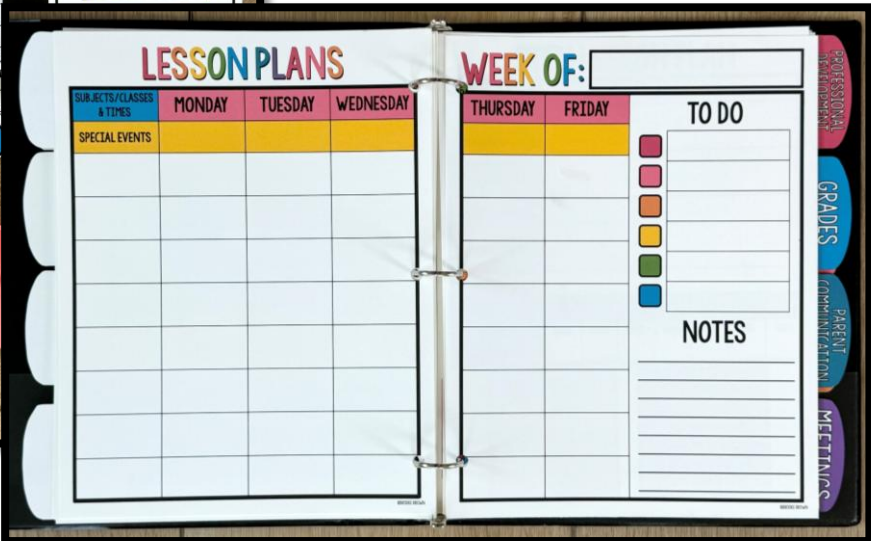 LESSON PLANS
SUBJECTS/CLASSES
& TIMES
MONDAY
TUESDAY
WEDNESDAY
SPECIAL EVENTS
WEEK OF:
THURSDAY
FRIDAY
TO DO
NOTES
PROFESSIONAL
DEVELOPMENT
GRADES
PARENT
COMMUNICATION
MEETINGS